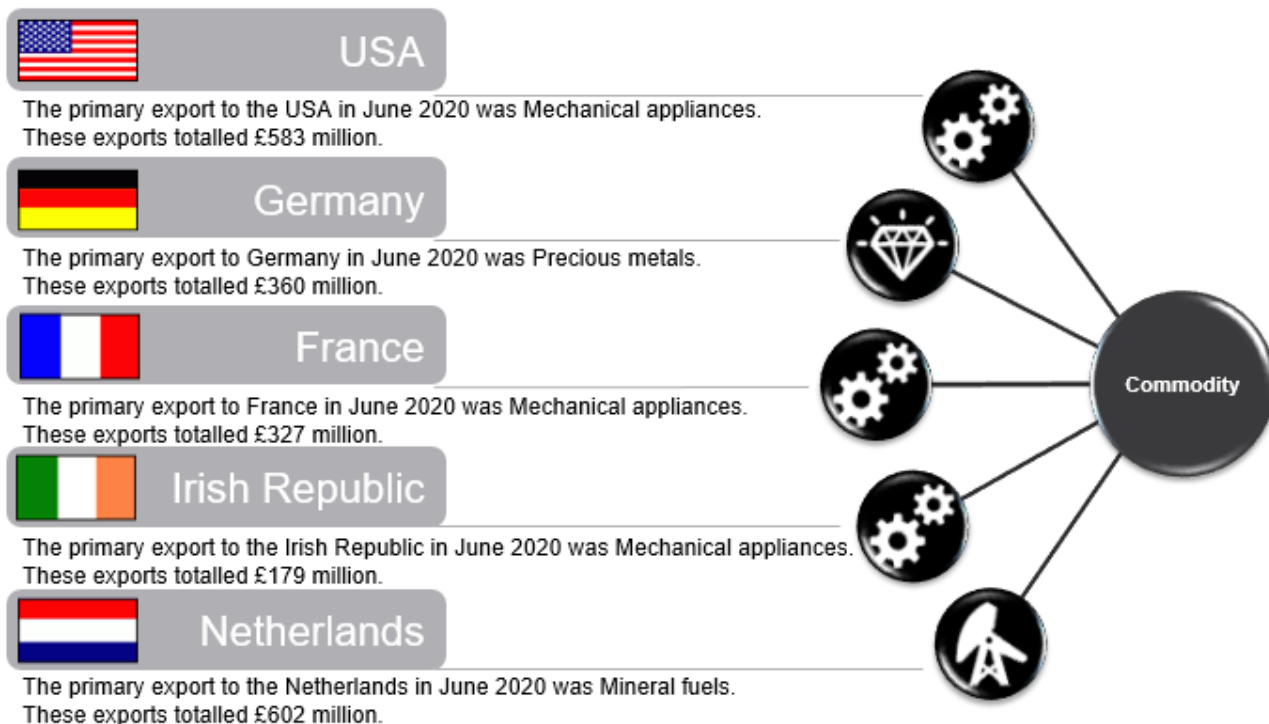 USA
The primary export to the USA in June 2020 was Mechanical appliances.
These exports totalled £583 million.
Germany
The primary export to Germany in June 2020 was Precious metals.
These exports totalled £360 million.
France
The primary export to France in June 2020 was Mechanical appliances.
These exports totalled £327 million.
Irish Republic
The primary export to the Irish Republic in June 2020 was Mechanical appliances.
These exports totalled £179 million.
Netherlands
The primary export to the Netherlands in June 2020 was Mineral fuels.
These exports totalled £602 million.
Commodity